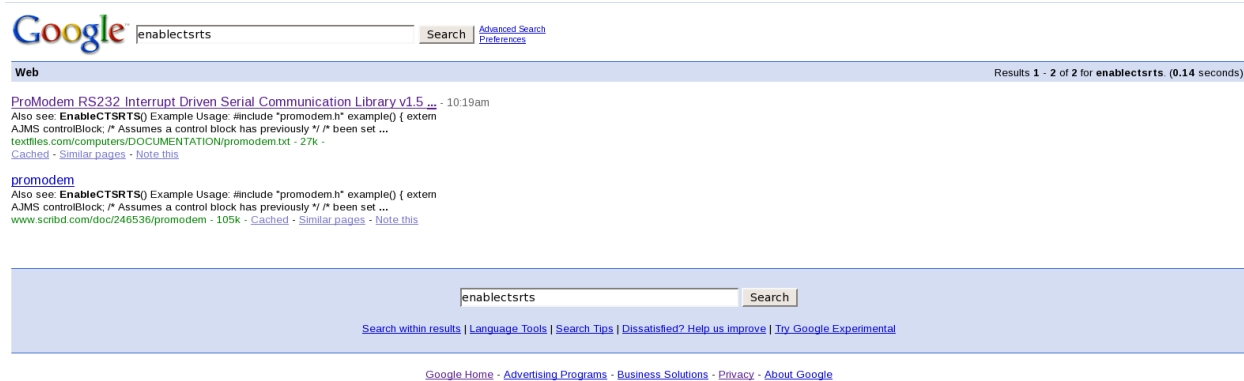 Google enablectsrts Search Advanced Search
Preferences
Web Results 1 - 2 of 2 for enablectsrts. (0.14 seconds)
ProModem RS232 Interrupt Driven Serial Communication Library v1.5 ... - 10:19am
Also see: EnableCTSRTS() Example Usage: #include "promodem.h" example() { extern
AJMS controlBlock; /* Assumes a control block has previously */ /* been set ...
textfiles.com/computers/DOCUMENTATION/promodem.txt - 27k -
Cached - Similar pages - Note this
promodem
Also see: EnableCTSRTS() Example Usage: #include "promodem.h" example() { extern
AJMS controlBlock; /* Assumes a control block has previously */ /* been set ...
www.scribd.com/doc/246536/promodem - 105k - Cached - Similar pages - Note this
enablectsrts Search
Search within results | Language Tools | Search Tips | Dissatisfied? Help us improve | Try Google Experimental
Google Home - Advertising Programs - Business Solutions - Privacy - About Google